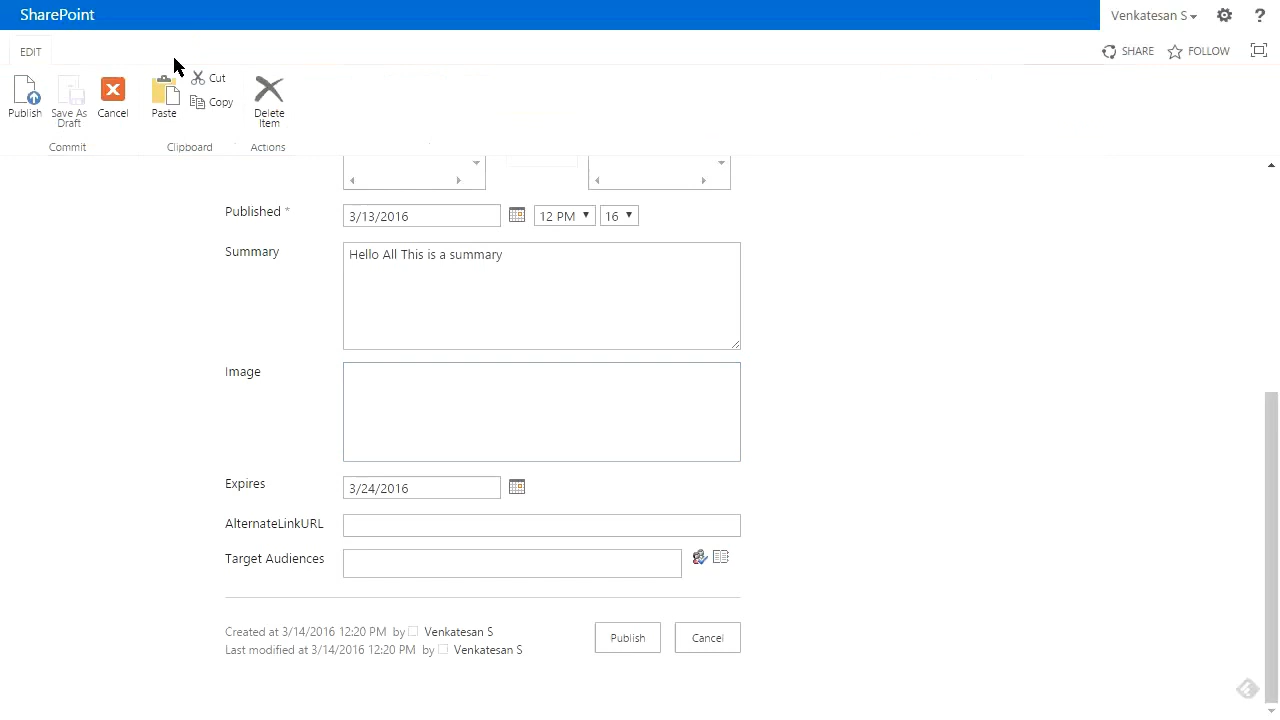 SharePoint
Venkatesan S
?
EDIT
SHARE
FOLLOW
Publish
Save As
Draft
Cancel
Paste
Cut
Copy
Delete
Item
Commit
Clipboard
Actions
Published *
3/13/2016
12 PM
16
Summary
Hello All This is a summary
Image
Expires
3/24/2016
AlternateLinkURL
Target Audiences
Created at 3/14/2016 12:20 PM by Venkatesan S
Last modified at 3/14/2016 12:20 PM by Venkatesan S
Publish
Cancel